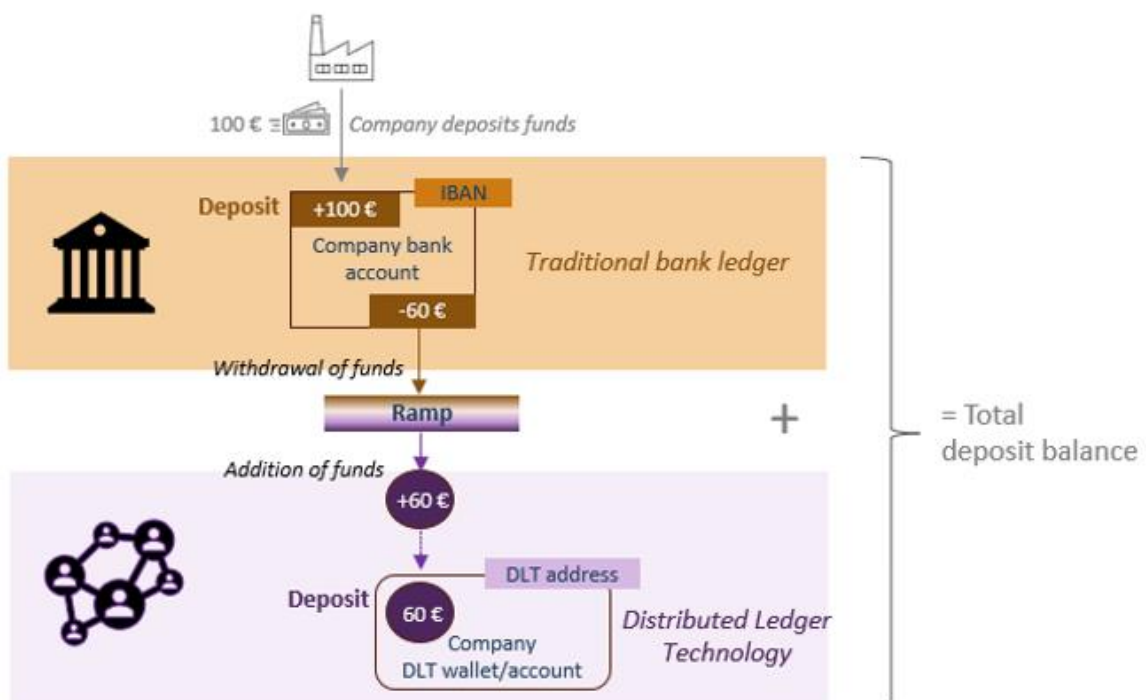 100 €
Company deposits funds
Deposit
+100 €
IBAN
Company bank
account
Traditional bank ledger
-60 €
Withdrawal of funds
Ramp
+
= Total
deposit balance
Addition of funds
+60 €
DLT address
Deposit
60 €
Company
DLT wallet/account
Distributed Ledger
Technology